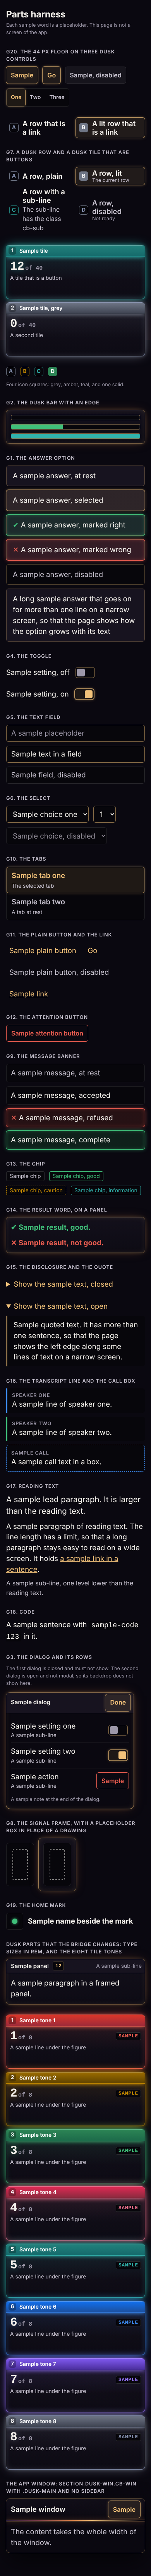 Parts harness
Each sample word is a placeholder. This page is not a
screen of the app.
G20. THE 44 PX FLOOR ON THREE DUSK
CONTROLS
Sample
Go
Sample, disabled
One
Two
Three
A
A row that is
a link
B
A lit row that
is a link
G7. A DUSK ROW AND A DUSK TILE THAT ARE
BUTTONS
A
A row, plain
B
A row, lit
The current row
C
A row with a
sub-line
The sub-line
has the class
cb-sub
D
A row,
disabled
Not ready
1 Sample tile
12 of 40
A tile that is a button
2 Sample tile, grey
0 of 40
A second tile
A
B
C
D
Four icon squares: grey, amber, teal, and one solid.
G2. THE DUSK BAR WITH AN EDGE
G1. THE ANSWER OPTION
A sample answer, at rest
A sample answer, selected
✓ A sample answer, marked right
✕ A sample answer, marked wrong
A sample answer, disabled
A long sample answer that goes on
for more than one line on a narrow
screen, so that the page shows how
the option grows with its text
G4. THE TOGGLE
Sample setting, off
Sample setting, on
G5. THE TEXT FIELD
A sample placeholder
Sample text in a field
Sample field, disabled
G6. THE SELECT
Sample choice one
1
Sample choice, disabled
G10. THE TABS
Sample tab one
The selected tab
Sample tab two
A tab at rest
G11. THE PLAIN BUTTON AND THE LINK
Sample plain button
Go
Sample plain button, disabled
Sample link
G12. THE ATTENTION BUTTON
Sample attention button
G9. THE MESSAGE BANNER
A sample message, at rest
A sample message, accepted
✕ A sample message, refused
A sample message, complete
G13. THE CHIP
Sample chip
Sample chip, good
Sample chip, caution
Sample chip, information
G14. THE RESULT WORD, ON A PANEL
✓ Sample result, good.
✕ Sample result, not good.
G15. THE DISCLOSURE AND THE QUOTE
Show the sample text, closed
Show the sample text, open
Sample quoted text. It has more than
one sentence, so that the page
shows the left edge along some
lines of text on a narrow screen.
G16. THE TRANSCRIPT LINE AND THE CALL BOX
SPEAKER ONE
A sample line of speaker one.
SPEAKER TWO
A sample line of speaker two.
SAMPLE CALL
A sample call text in a box.
G17. READING TEXT
A sample lead paragraph. It is larger
than the reading text.
A sample paragraph of reading text. The
line length has a limit, so that a long
paragraph stays easy to read on a wide
screen. It holds a sample link in a
sentence.
A sample sub-line, one level lower than the
reading text.
G18. CODE
A sample sentence with sample-code
123 in it.
G3. THE DIALOG AND ITS ROWS
The first dialog is closed and must not show. The second
dialog is open and not modal, so its backdrop does not
show here.
Sample dialog
Done
Sample setting one
A sample sub-line
Sample setting two
A sample sub-line
Sample action
A sample sub-line
Sample
A sample note at the end of the dialog.
G8. THE SIGNAL FRAME, WITH A PLACEHOLDER
BOX IN PLACE OF A DRAWING
G19. THE HOME MARK
Sample name beside the mark
DUSK PARTS THAT THE BRIDGE CHANGES: TYPE
SIZES IN REM, AND THE EIGHT TILE TONES
Sample panel 12 A sample sub-line
A sample paragraph in a framed
panel.
1 Sample tone 1
1 of 8 SAMPLE
A sample line under the figure
2 Sample tone 2
2 of 8 SAMPLE
A sample line under the figure
3 Sample tone 3
3 of 8 SAMPLE
A sample line under the figure
4 Sample tone 4
4 of 8 SAMPLE
A sample line under the figure
5 Sample tone 5
5 of 8 SAMPLE
A sample line under the figure
6 Sample tone 6
6 of 8 SAMPLE
A sample line under the figure
7 Sample tone 7
7 of 8 SAMPLE
A sample line under the figure
8 Sample tone 8
8 of 8 SAMPLE
A sample line under the figure
THE APP WINDOW: SECTION.DUSK-WIN.CB-WIN
WITH .DUSK-MAIN AND NO SIDEBAR
Sample window
Sample
The content takes the whole width of
the window.